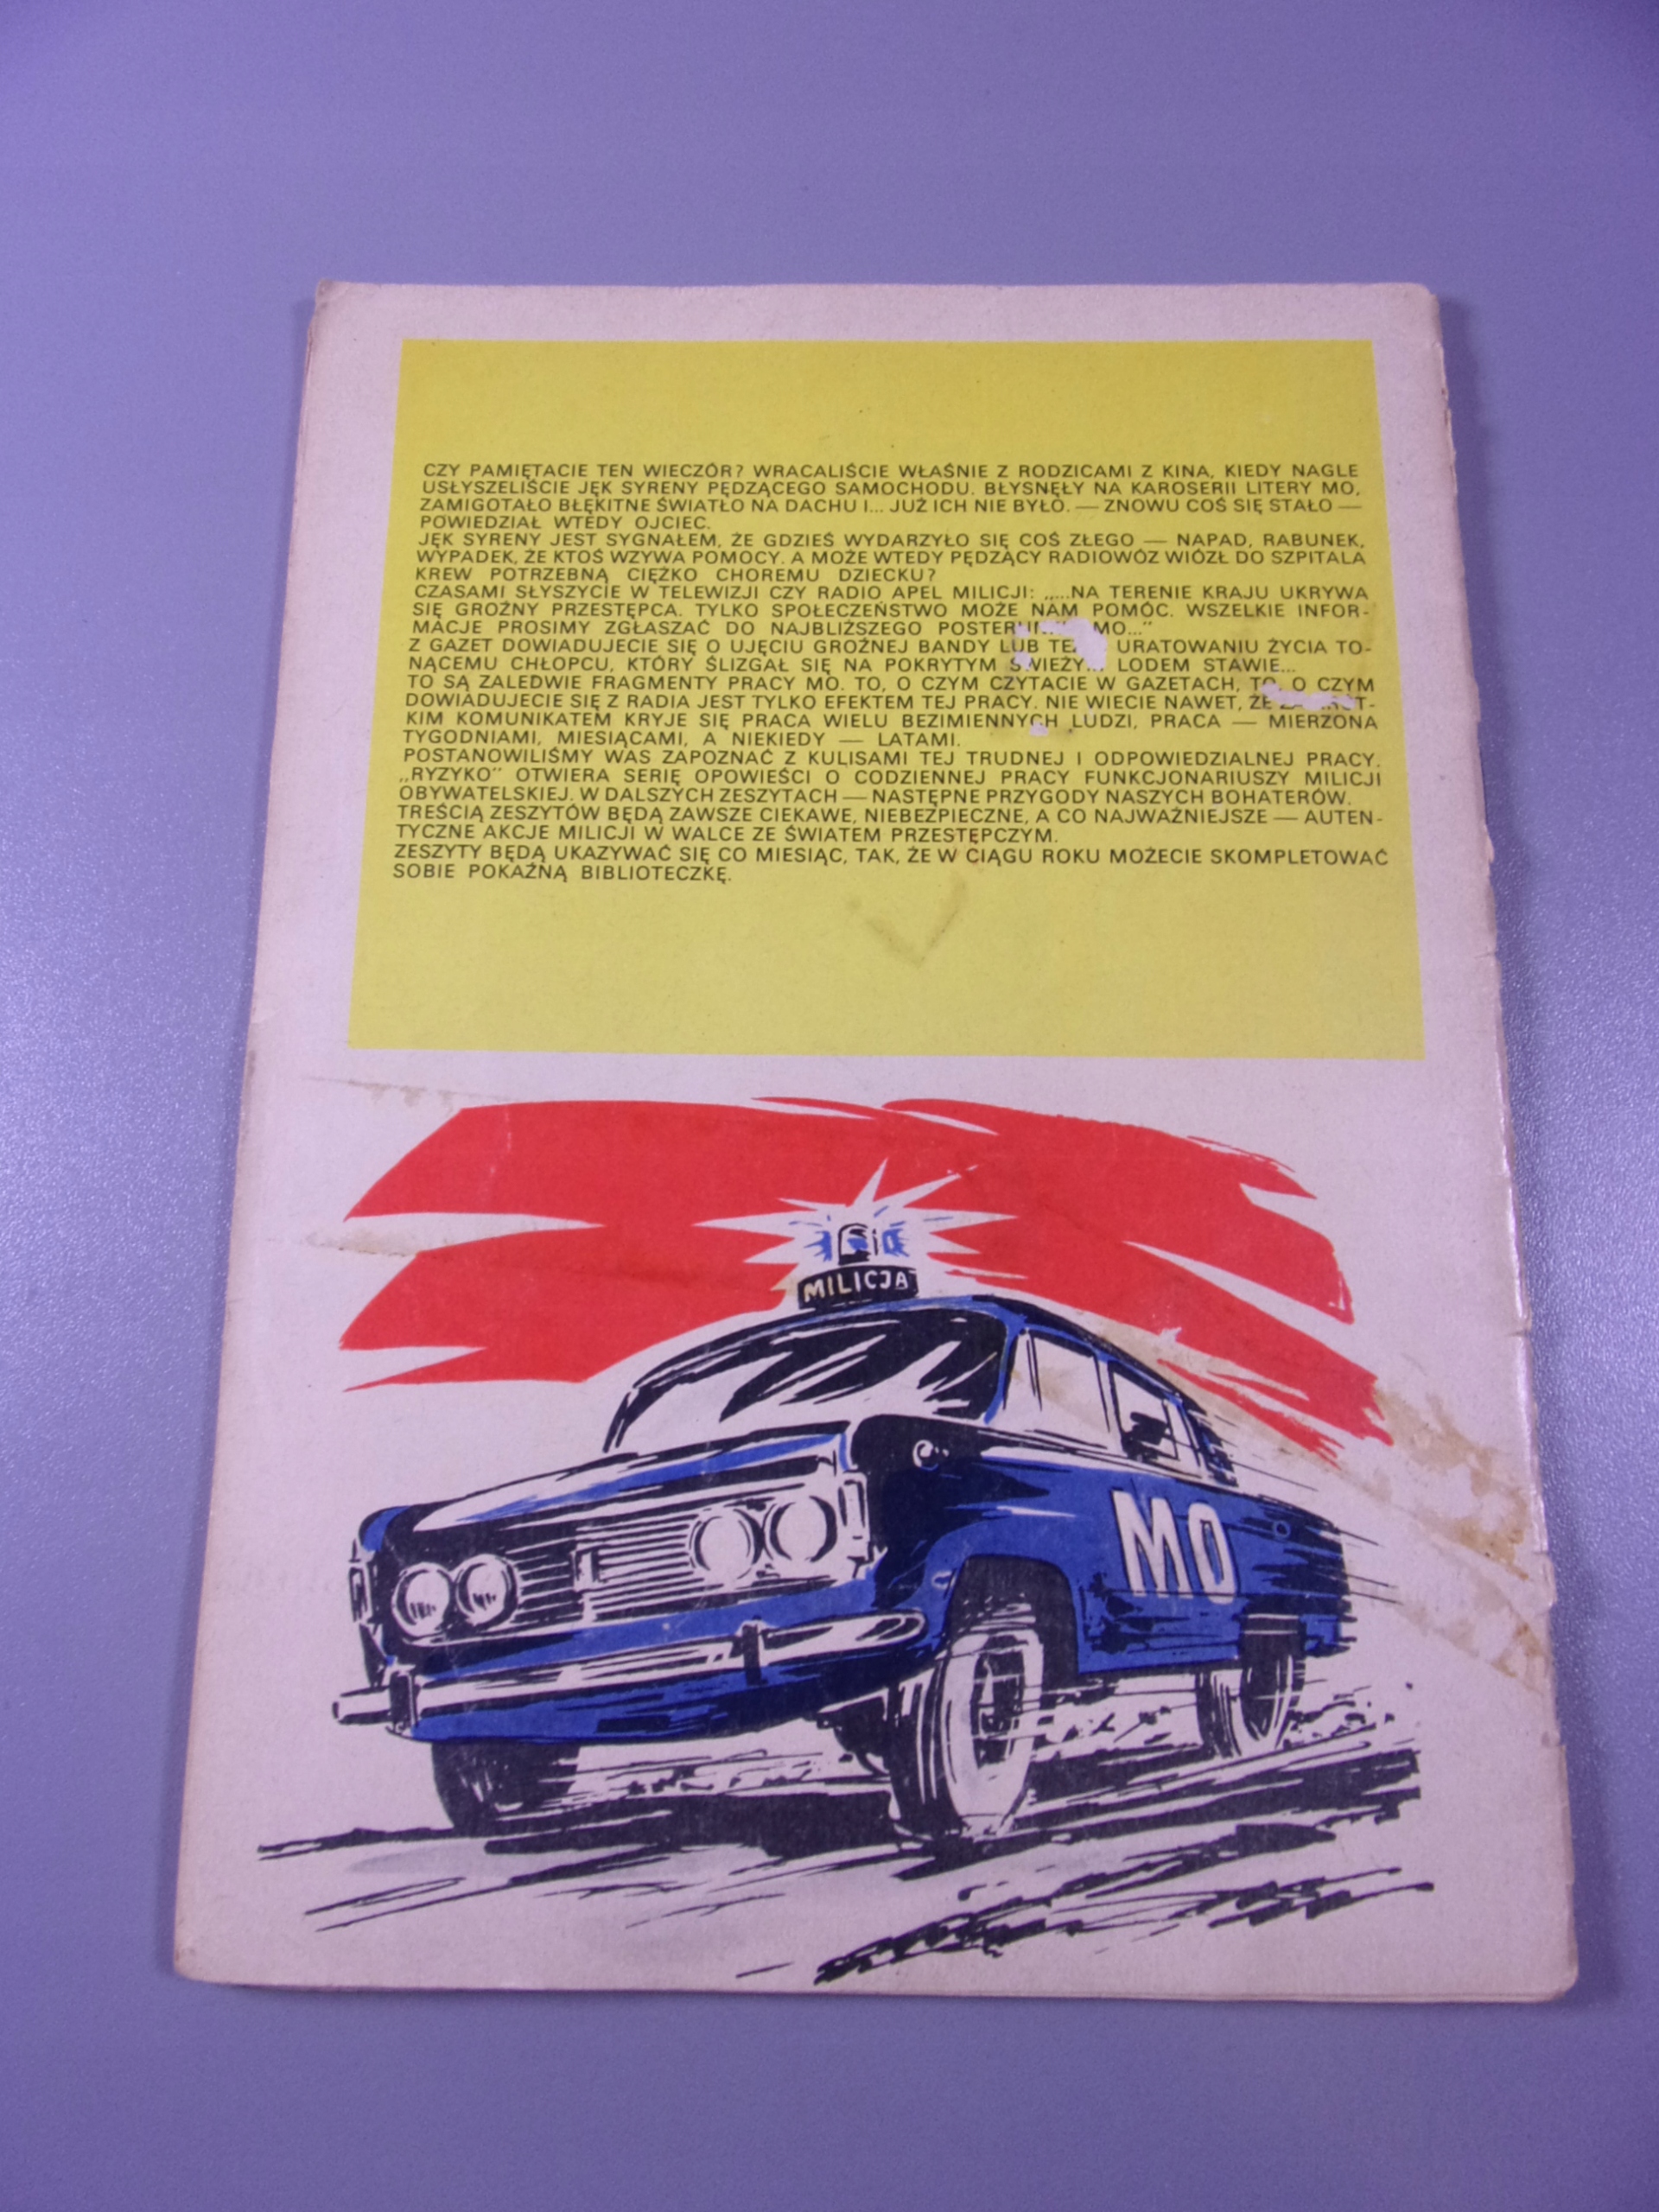 CZY PAMIĘTACIE TEN WIECZÓR? WRACALIŚCIE WŁAŚNIE Z RODZICAMI Z KINA, KIEDY NAGLE
USŁYSZELIŚCIE JĘK SYRENY PĘDZĄCEGO SAMOCHODU. BŁYSNĘŁY NA KAROSERII LITERY MO,
ZAMIGOTAŁO BŁĘKITNE ŚWIATŁO NA DACHU I... JUŻ ICH NIE BYŁO. — ZNOWU COŚ SIĘ STAŁO —
POWIEDZIAŁ WTEDY OJCIEC.
JĘK SYRENY JEST SYGNAŁEM, ŻE GDZIEŚ WYDARZYŁO SIĘ COŚ ZŁEGO — NAPAD, RABUNEK,
WYPADEK, ŻE KTOŚ WZYWA POMOCY. A MOŻE WTEDY PĘDZĄCY RADIOWÓZ WIÓZŁ DO SZPITALA
KREW POTRZEBNĄ CIĘŻKO CHOREMU DZIECKU?
CZASAMI SŁYSZYCIE W TELEWIZJI CZY RADIO APEL MILICJI: „...NA TERENIE KRAJU UKRYWA
SIĘ GROŹNY PRZESTĘPCA. TYLKO SPOŁECZEŃSTWO MOŻE NAM POMÓC. WSZELKIE INFOR-
MACJE PROSIMY ZGŁASZAĆ DO NAJBLIŻSZEGO MO..."
Z GAZET DOWIADUJECIE SIĘ O UJĘCIU GROŹNEJ BANDY LUB URATOWANIU ŻYCIA TO-
NĄCEMU CHŁOPCU, KTÓRY ŚLIZGAŁ SIĘ NA POKRYTYM LODEM STAWIE...
TO SĄ ZALEDWIE FRAGMENTY PRACY MO. TO, O CZYM CZYTACIE W GAZETACH, TO, O CZYM
DOWIADUJECIE SIĘ Z RADIA JEST TYLKO EFEKTEM TEJ PRACY. NIE WIECIE NAWET, ŻE
KIM KOMUNIKATEM KRYJE SIĘ PRACA WIELU BEZIMIENNYCH LUDZI, PRACA — MIERZONA
TYGODNIAMI, MIESIĄCAMI, A NIEKIEDY — LATAMI.
POSTANOWILIŚMY WAS ZAPOZNAĆ Z KULISAMI TEJ TRUDNEJ I ODPOWIEDZIALNEJ PRACY.
„RYZYKO" OTWIERA SERIĘ OPOWIEŚCI O CODZIENNEJ PRACY FUNKCJONARIUSZY MILICJI
OBYWATELSKIEJ. W DALSZYCH ZESZYTACH — NASTĘPNE PRZYGODY NASZYCH BOHATERÓW.
TREŚCIĄ ZESZYTÓW BĘDĄ ZAWSZE CIEKAWE, NIEBEZPIECZNE, A CO NAJWAŻNIEJSZE — AUTEN-
TYCZNE AKCJE MILICJI W WALCE ZE ŚWIATEM PRZESTĘPCZYM.
ZESZYTY BĘDĄ UKAZYWAĆ SIĘ CO MIESIĄC, TAK, ŻE W CIĄGU ROKU MOŻECIE SKOMPLETOWAĆ
SOBIE POKAŹNĄ BIBLIOTECZKĘ.
MILICJA
MO